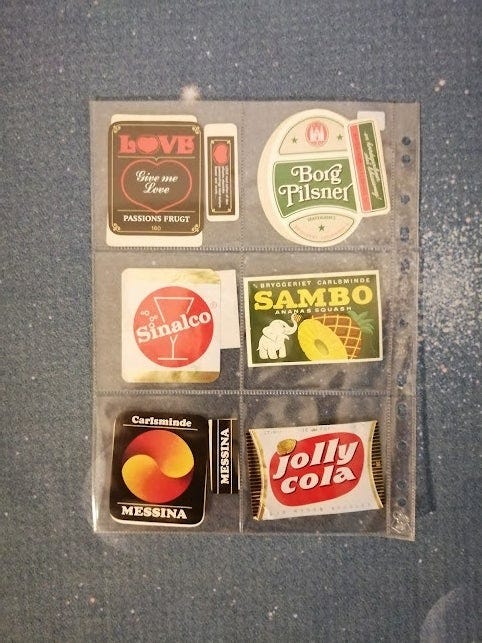 LOVE
Give me
Love
PASSIONS FRUGT
160
Borg
Pilsner
Sinalco
BRYGGERIET CARLSMINDE
SAMBO
ANANAS SQUASH
Carlsminde
MESSINA
MESSINA
Jolly
cola